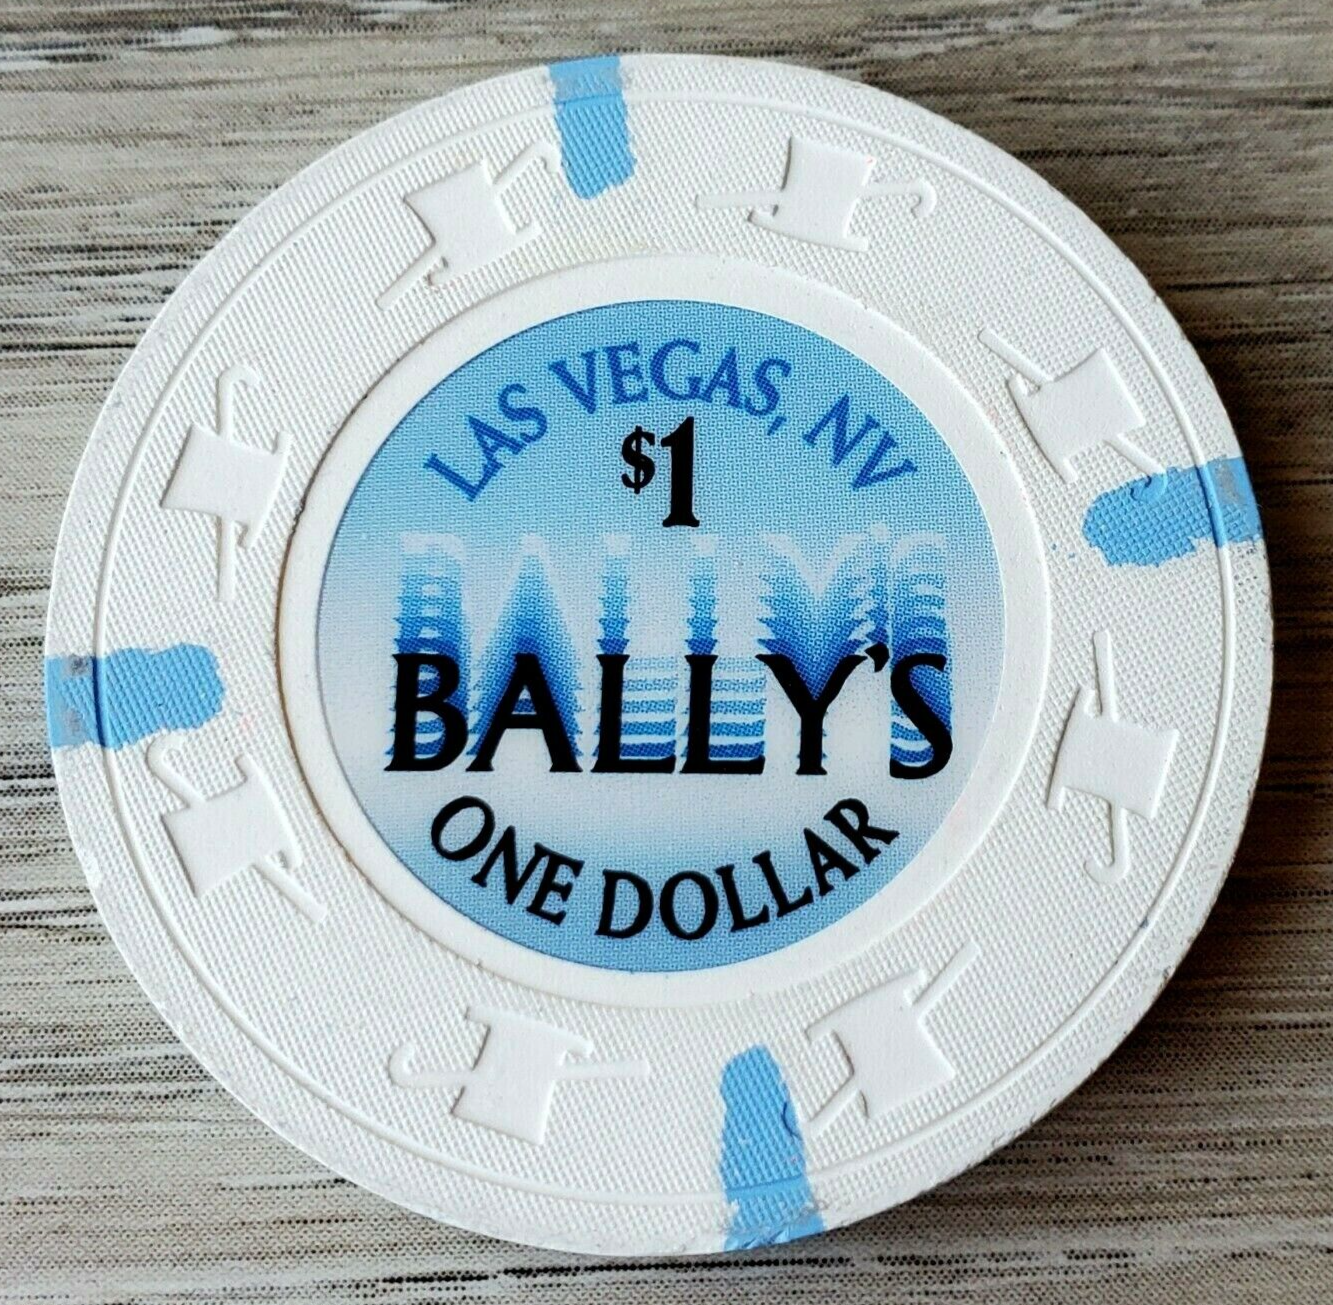 LAS VEGAS, NV
$1
BALLY'S
ONE DOLLAR